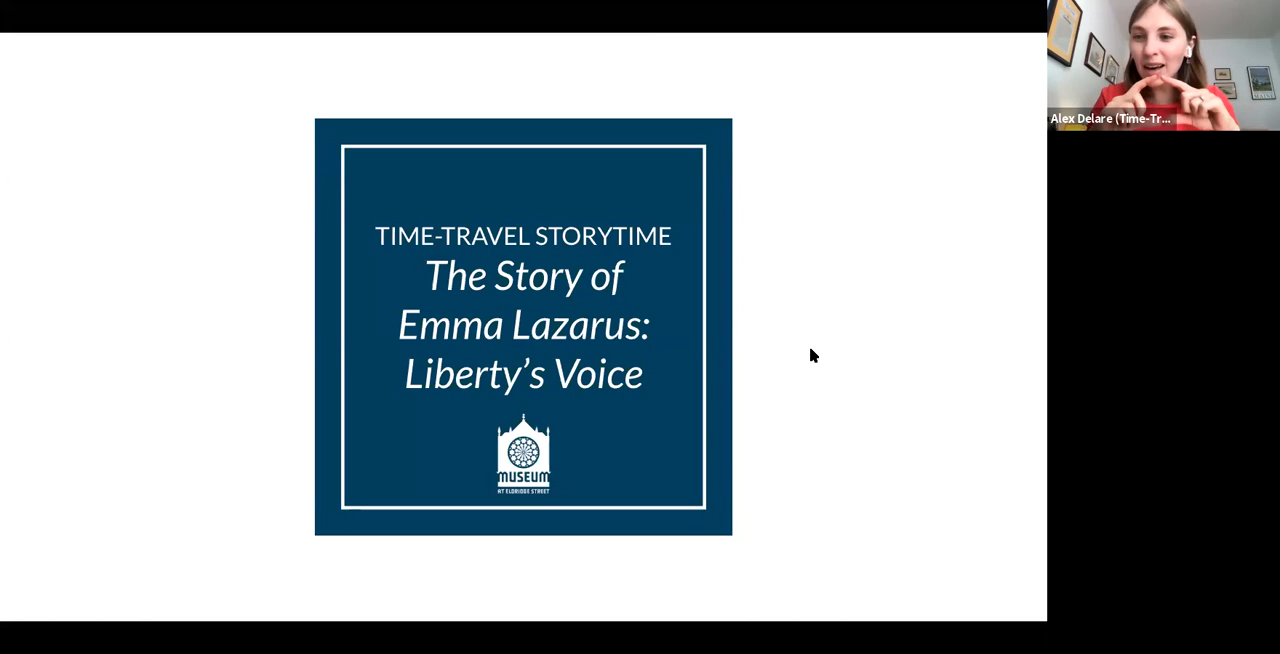 TIME-TRAVEL STORYTIME
The Story of
Emma Lazarus:
Liberty's Voice
MUSEUM
AT ELDRIDGE STREET
Alex Delare (Time-Tr...